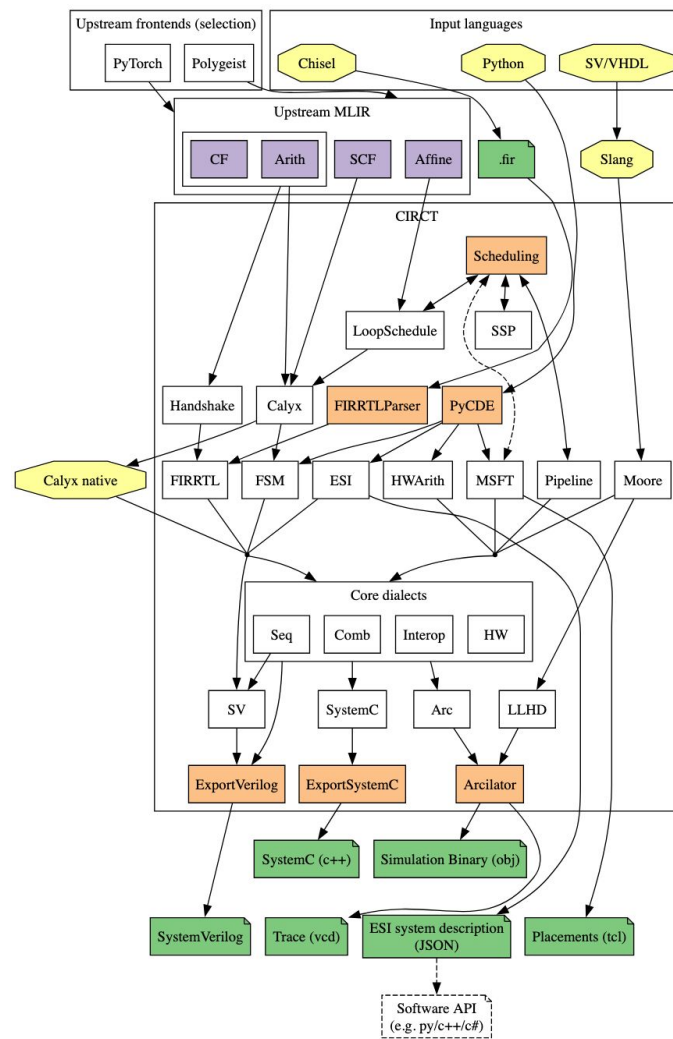 Upstream frontends (selection)
Input languages
PyTorch
Polygeist
Chisel
Python
SV/VHDL
Upstream MLIR
CF
Arith
SCF
Affine
.fir
Slang
CIRCT
Scheduling
LoopSchedule
SSP
Handshake
Calyx
FIRRTLParser
PyCDE
Calyx native
FIRRTL
FSM
ESI
HWArith
MSFT
Pipeline
Moore
Core dialects
Seq
Comb
Interop
HW
SV
SystemC
Arc
LLHD
ExportVerilog
ExportSystemC
Arcilator
SystemC (c++)
Simulation Binary (obj)
SystemVerilog
Trace (vcd)
ESI system description
(JSON)
Placements (tcl)
Software API
(e.g. py/c++/c#)